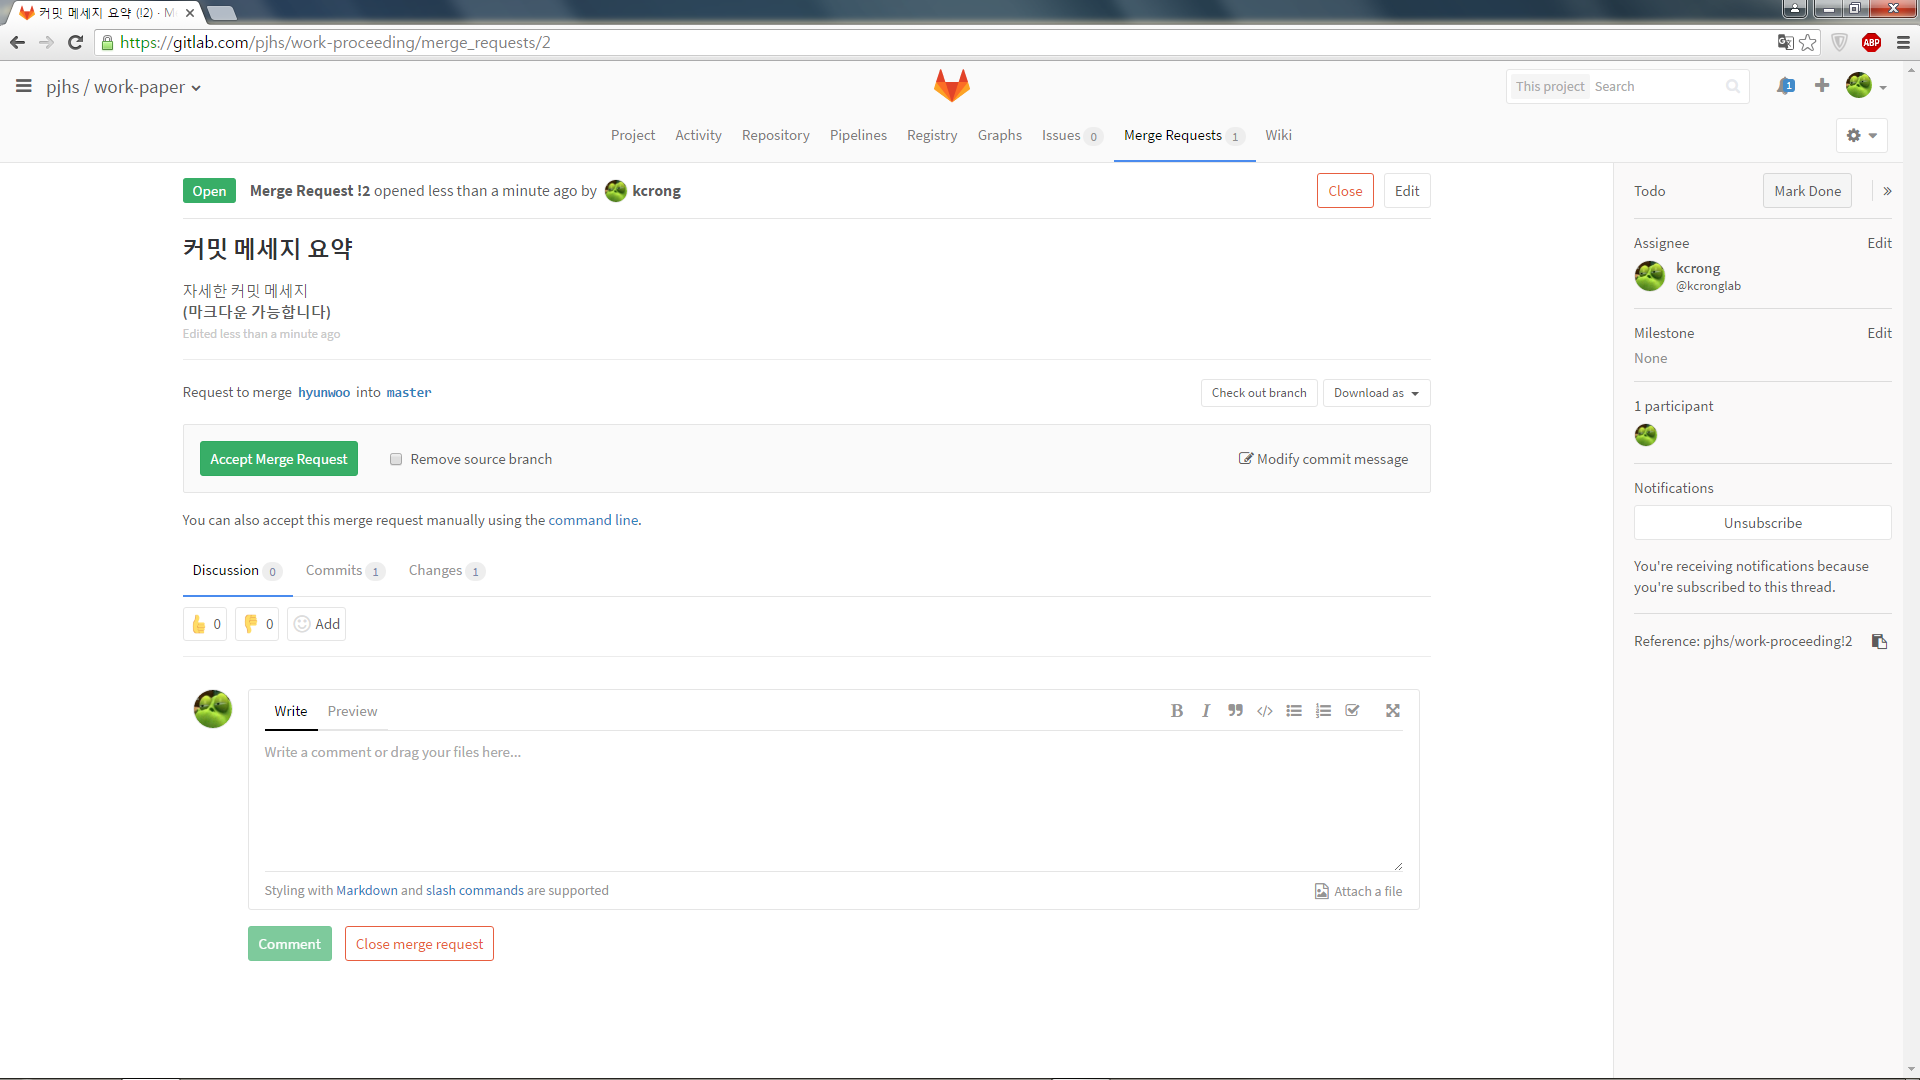 커밋 메세지 요약 (!2) · M
https://gitlab.com/pjhs/work-proceeding/merge_requests/2
ABP
pjhs / work-paper
This project Search
1
Project Activity Repository Pipelines Registry Graphs Issues 0 Merge Requests 1 Wiki
Open Merge Request !2 opened less than a minute ago by kcrong
Close Edit
커밋 메세지 요약
자세한 커밋 메세지
(마크다운 가능합니다)
Edited less than a minute ago
Request to merge hyunwoo into master
Check out branch Download as
Accept Merge Request Remove source branch Modify commit message
You can also accept this merge request manually using the command line.
Discussion 0 Commits 1 Changes 1
0 0 Add
Write Preview
B I
Write a comment or drag your files here...
Styling with Markdown and slash commands are supported
Attach a file
Comment Close merge request
Todo Mark Done »
Assignee Edit
kcrong
@kcronglab
Milestone Edit
None
1 participant
Notifications
Unsubscribe
You're receiving notifications because
you're subscribed to this thread.
Reference: pjhs/work-proceeding!2